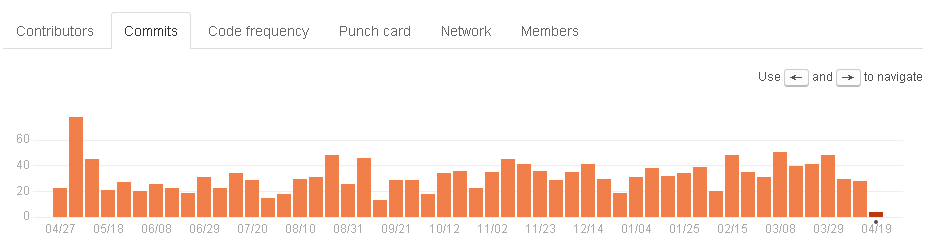 Contributors Commits Code frequency Punch card Network Members
Use ← and → to navigate
60
40
20
0
04/27 05/18 06/08 06/29 07/20 08/10 08/31 09/21 10/12 11/02 11/23 12/14 01/04 01/25 02/15 03/08 03/29 04/19